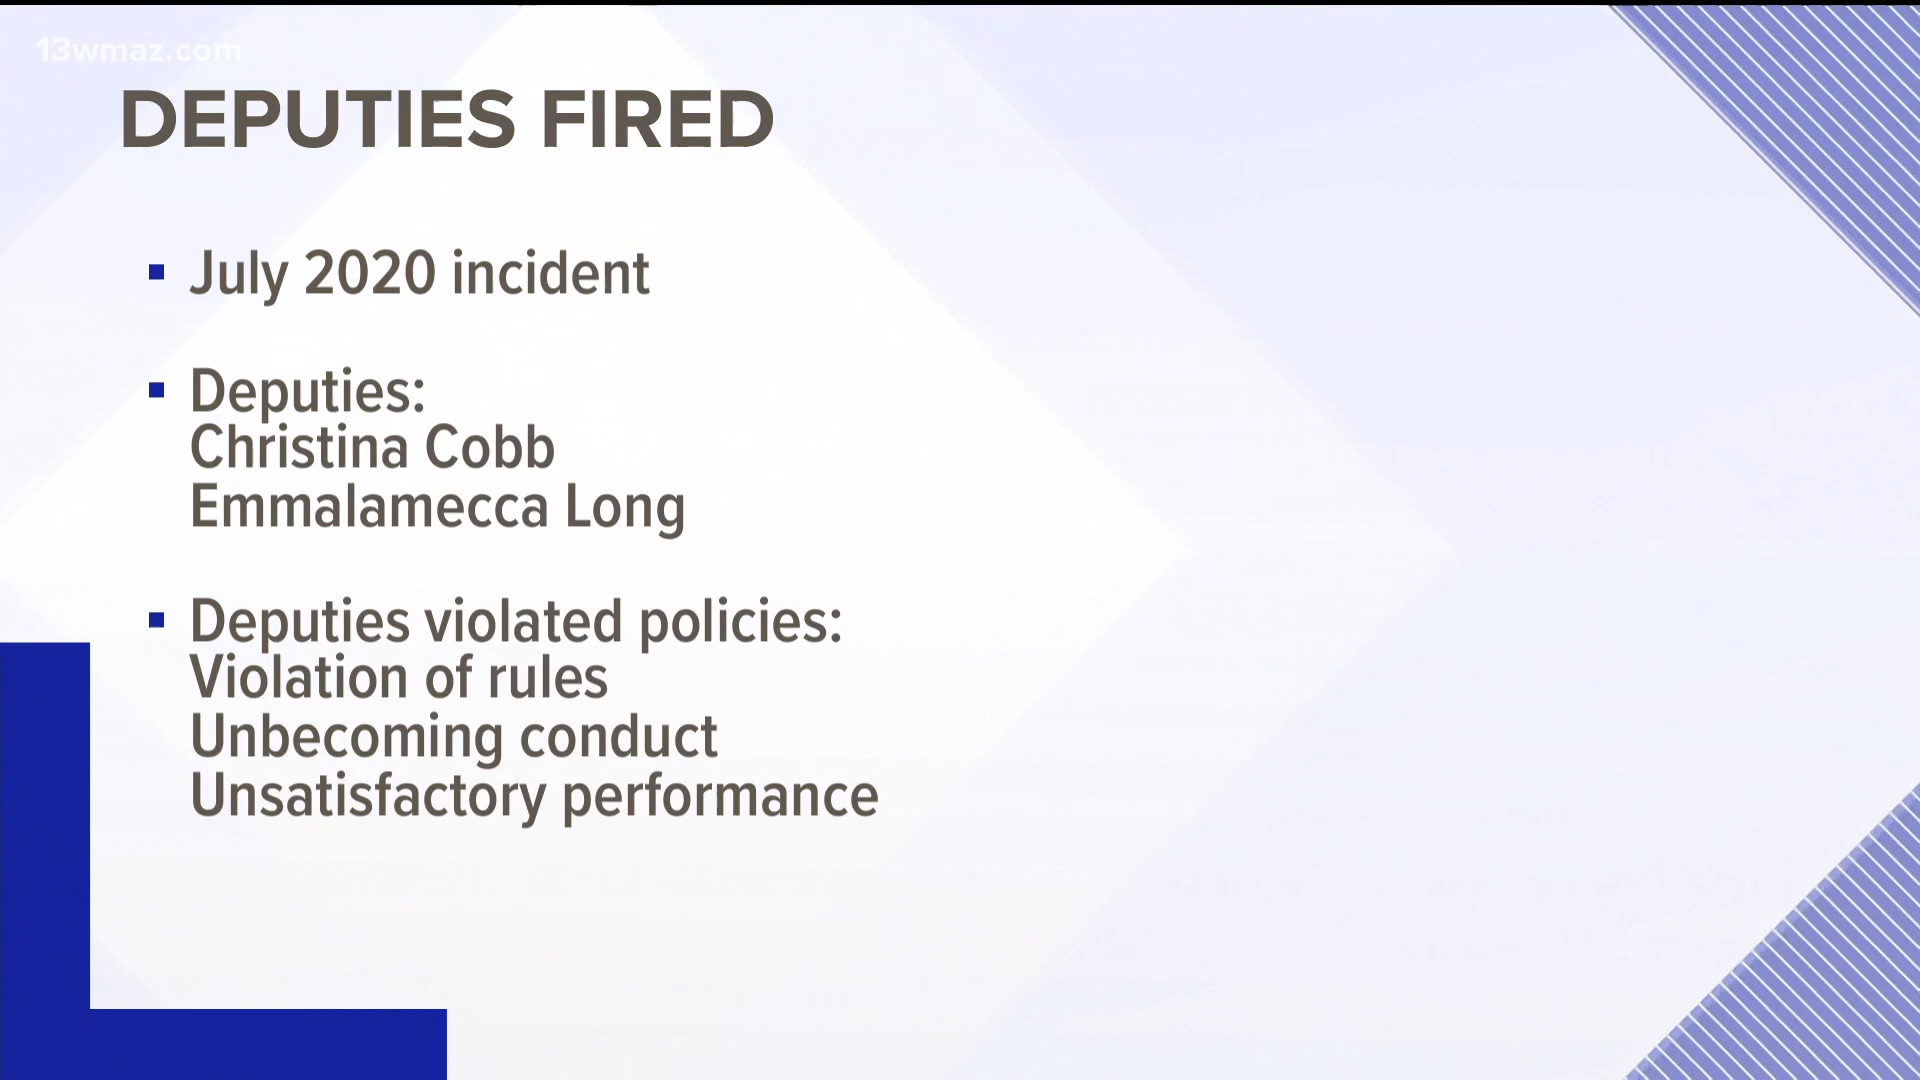 13wmaz.com
DEPUTIES FIRED
July 2020 incident
Deputies:
Christina Cobb
Emmalamecca Long
Deputies violated policies:
Violation of rules
Unbecoming conduct
Unsatisfactory performance